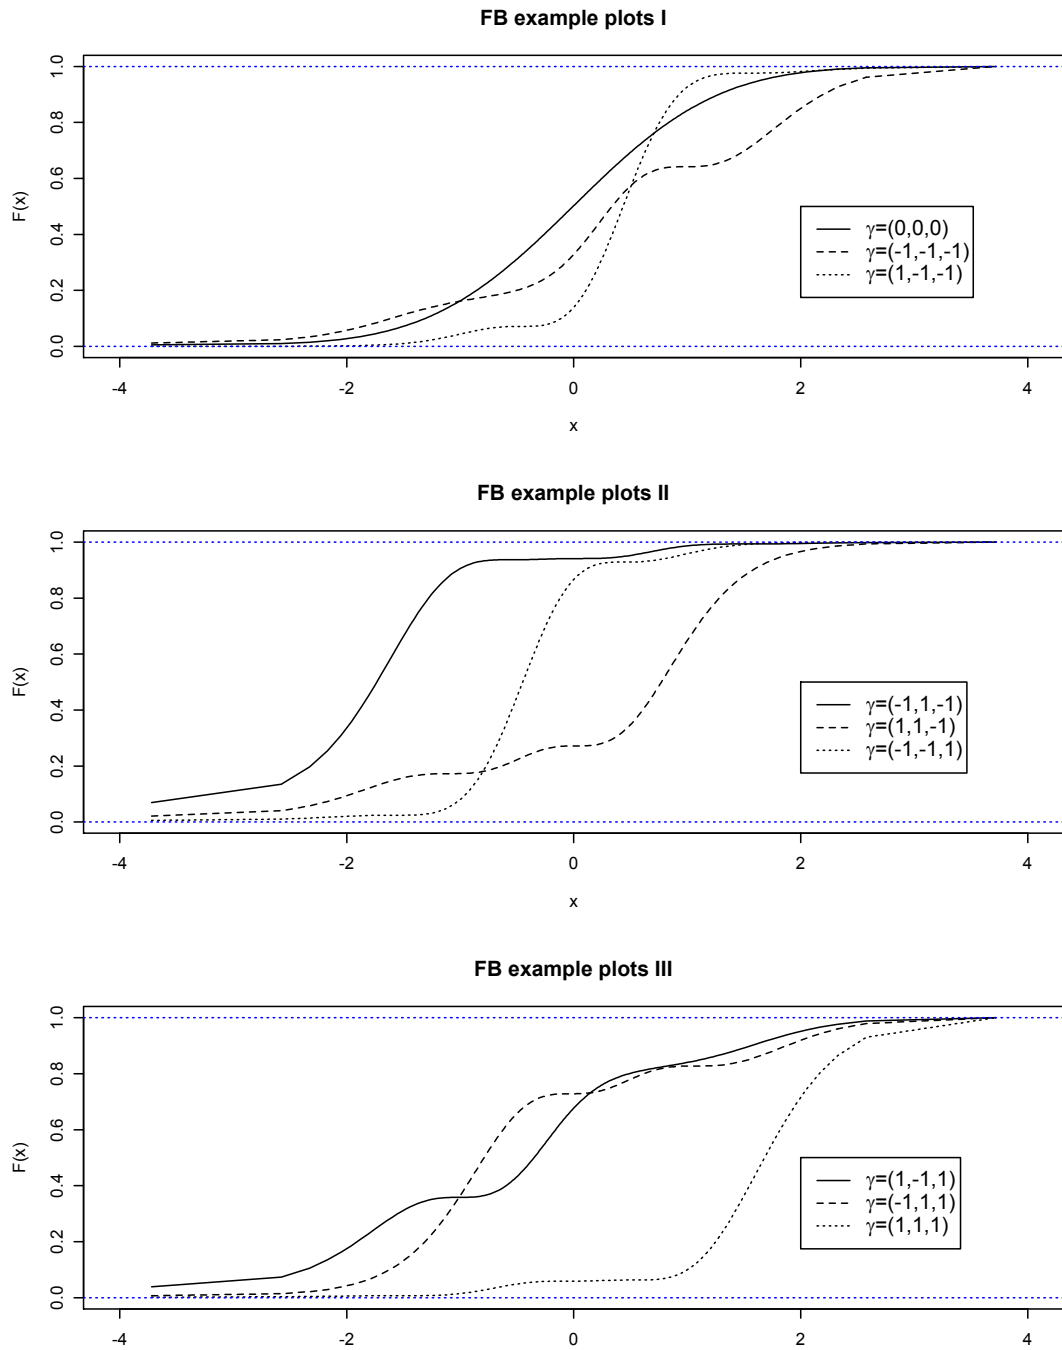 FB example plots I
F(x)
0.0 0.2 0.4 0.6 0.8 1.0
γ=(0,0,0)
γ=(-1,-1,-1)
γ=(1,-1,-1)
-4 -2 0 2 4
x
FB example plots II
F(x)
0.0 0.2 0.4 0.6 0.8 1.0
γ=(-1,1,-1)
γ=(1,1,-1)
γ=(-1,-1,1)
-4 -2 0 2 4
x
FB example plots III
F(x)
0.0 0.2 0.4 0.6 0.8 1.0
γ=(1,-1,1)
γ=(-1,1,1)
γ=(1,1,1)
-4 -2 0 2 4
x